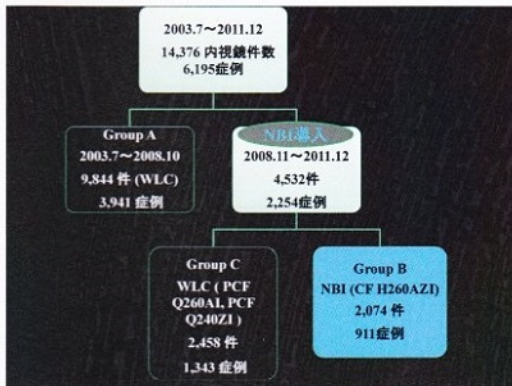 2003.7～2011.12
14,376 内視鏡件数
6,195症例
Group A
2003.7～2008.10
9,844 件 (WLC)
3,941 症例
NBI導入
2008.11～2011.12
4,532件
2,254症例
Group C
WLC ( PCF
Q260AI, PCF
Q240ZI )
2,458 件
1,343 症例
Group B
NBI (CF H260AZI)
2,074 件
911症例